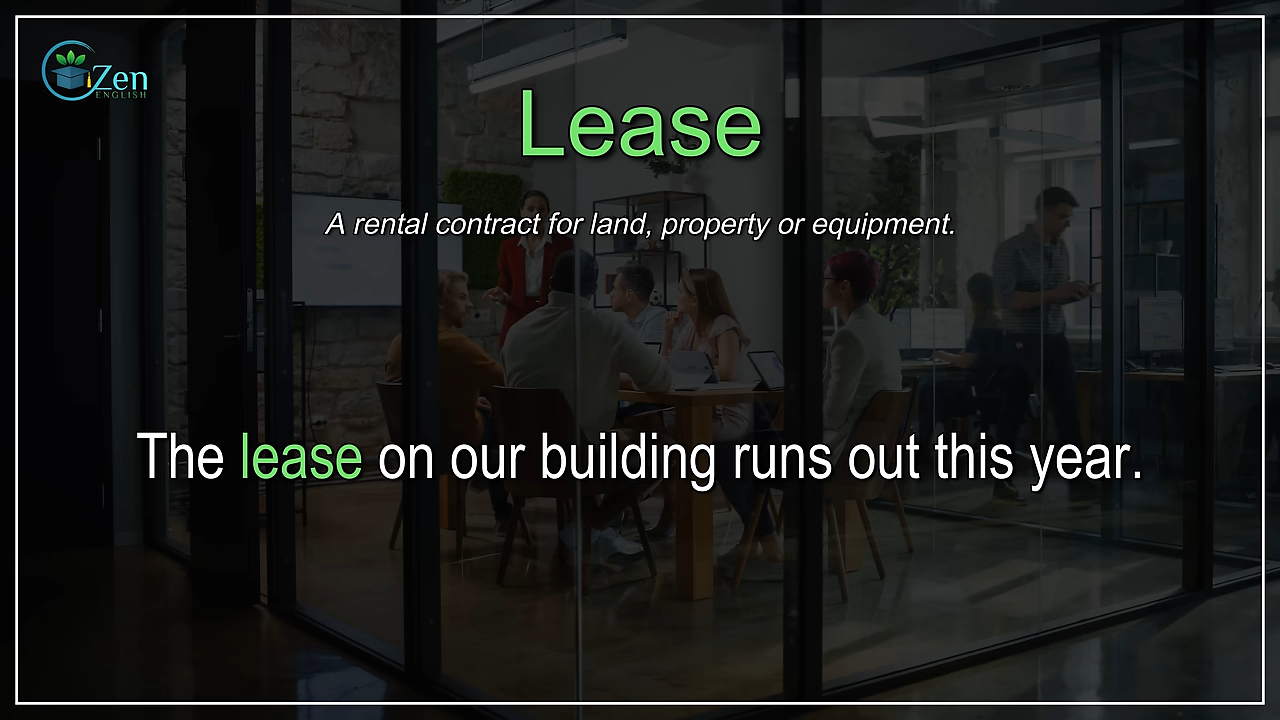 Zen
ENGLISH
Lease
A rental contract for land, property or equipment.
The lease on our building runs out this year.